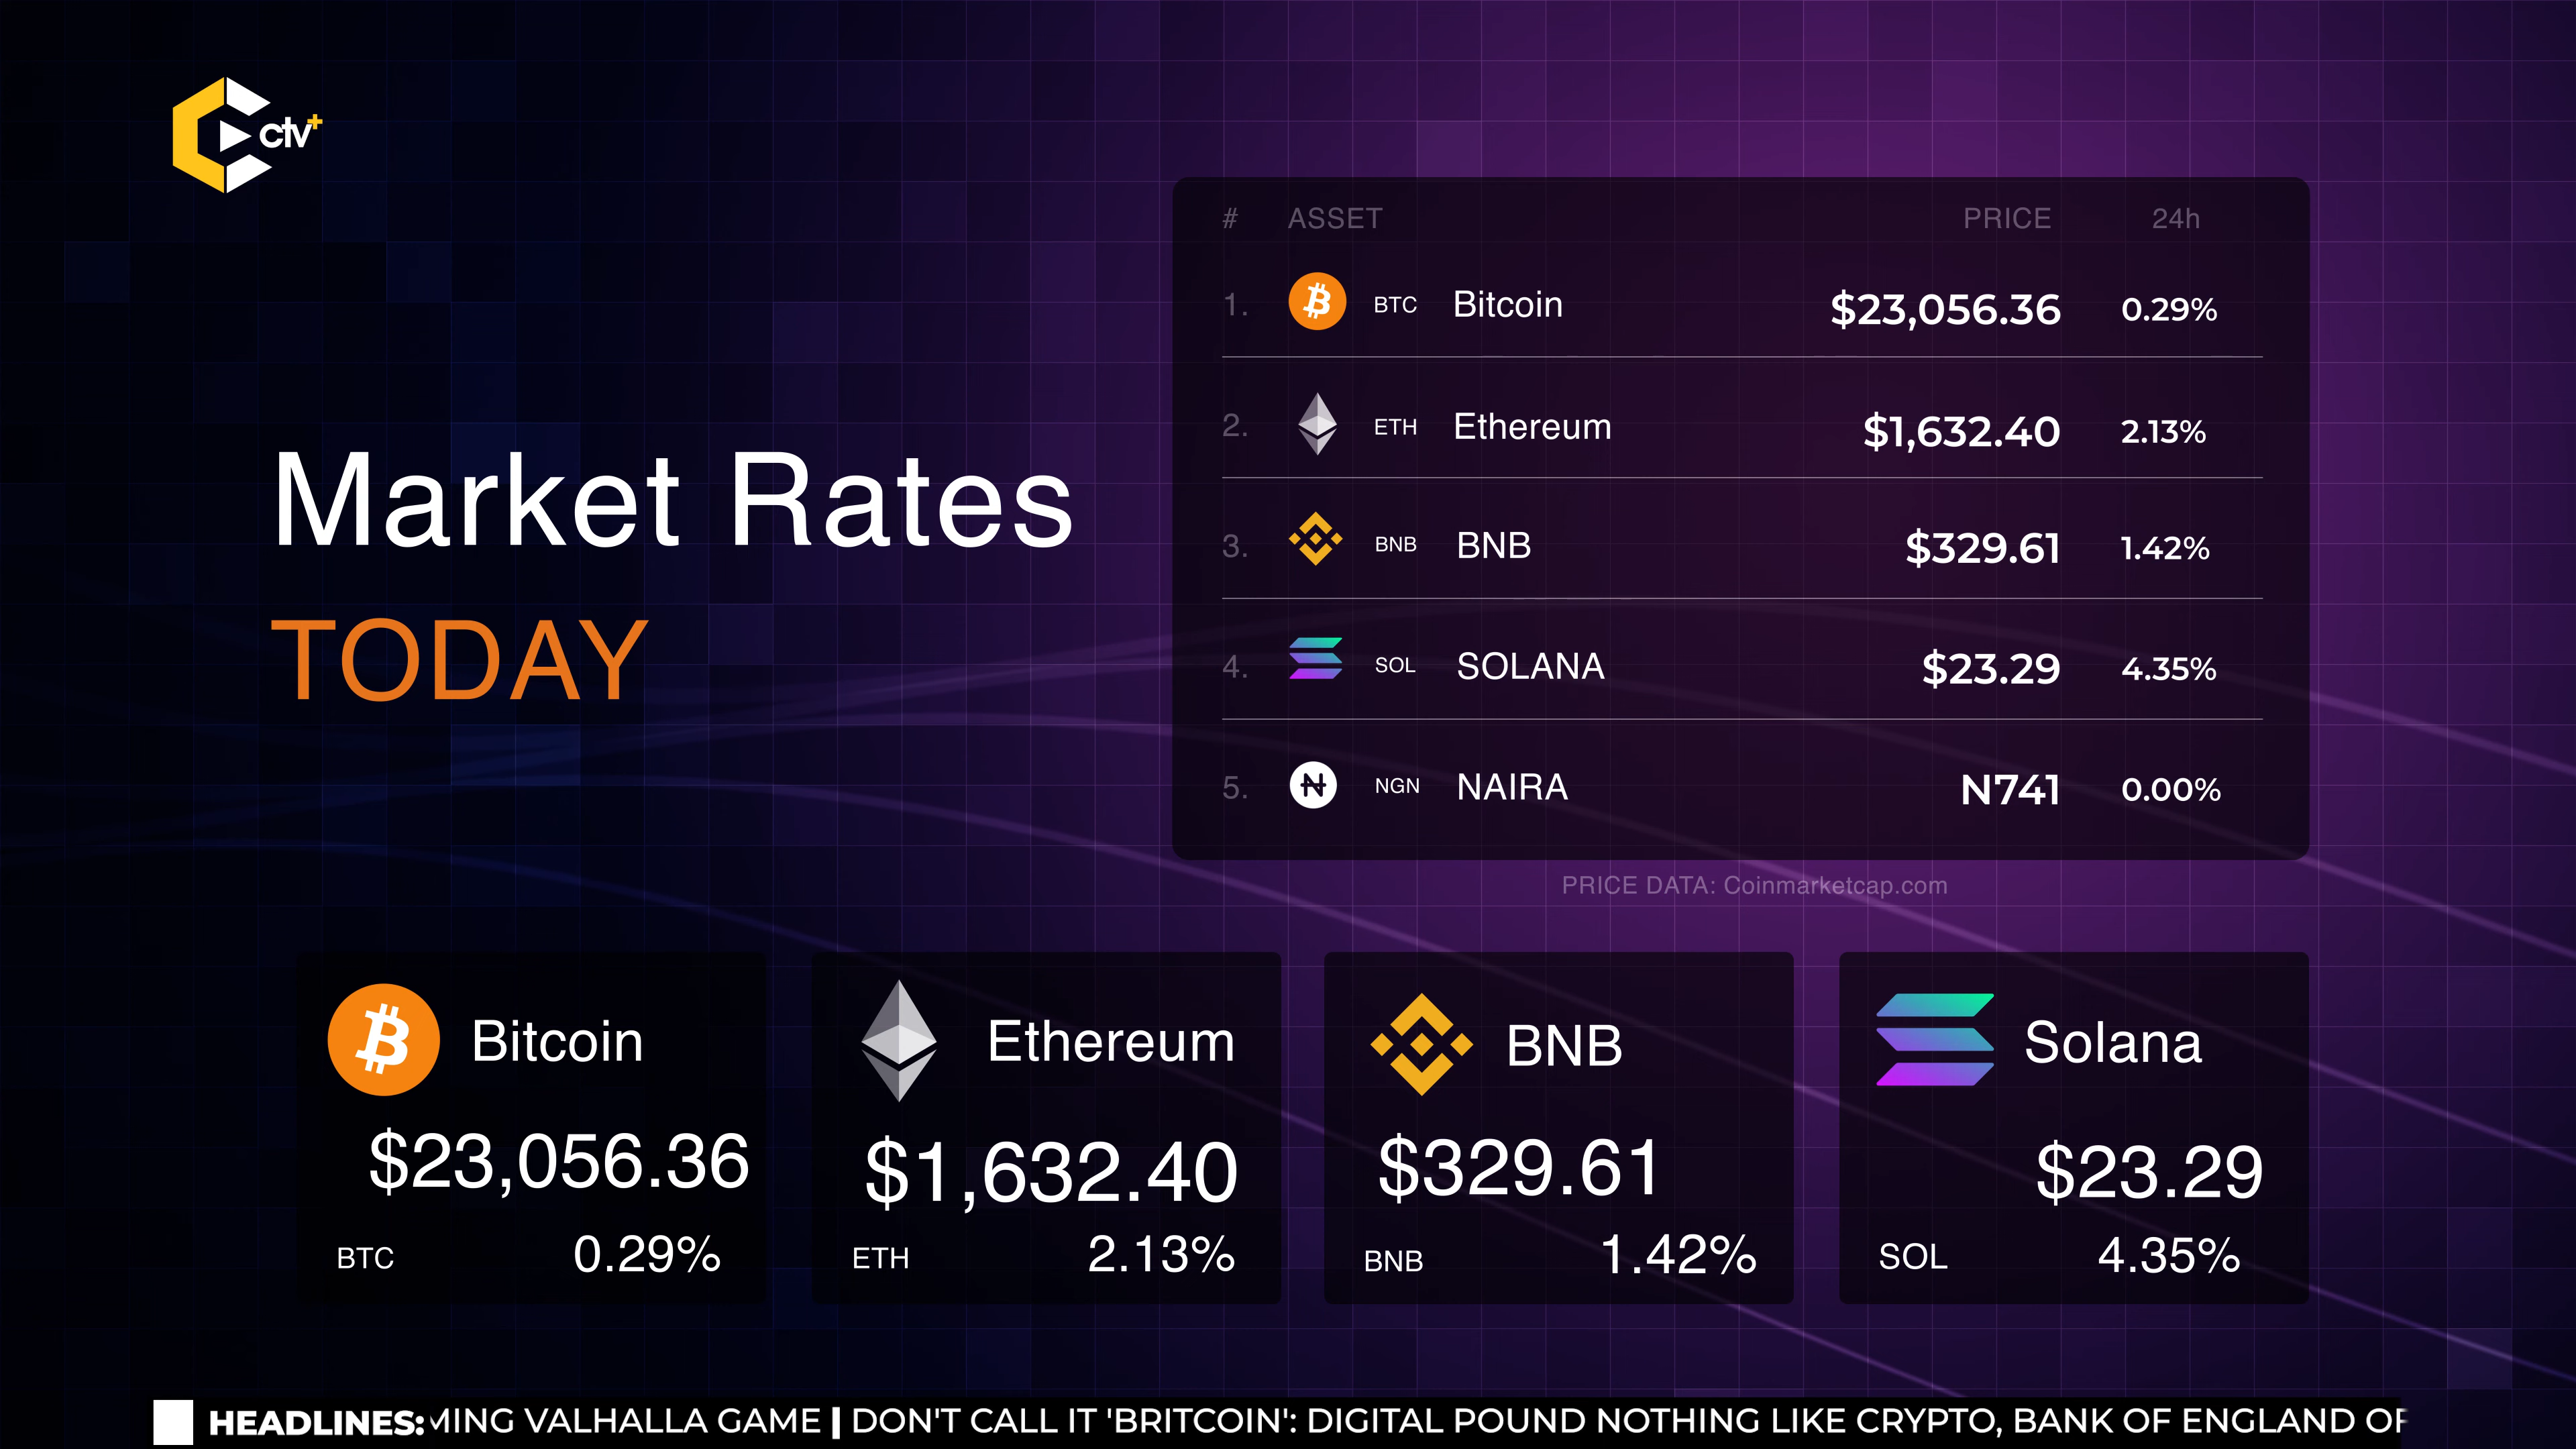 ctv+
# ASSET PRICE 24h
1. BTC Bitcoin $23,056.36 0.29%
2. ETH Ethereum $1,632.40 2.13%
3. BNB BNB $329.61 1.42%
4. SOL SOLANA $23.29 4.35%
5. NGN NAIRA N741 0.00%
PRICE DATA: Coinmarketcap.com
Market Rates
TODAY
Bitcoin
$23,056.36
BTC 0.29%
Ethereum
$1,632.40
ETH 2.13%
BNB
$329.61
BNB 1.42%
Solana
$23.29
SOL 4.35%
HEADLINES: MING VALHALLA GAME | DON'T CALL IT 'BRITCOIN': DIGITAL POUND NOTHING LIKE CRYPTO, BANK OF ENGLAND OF